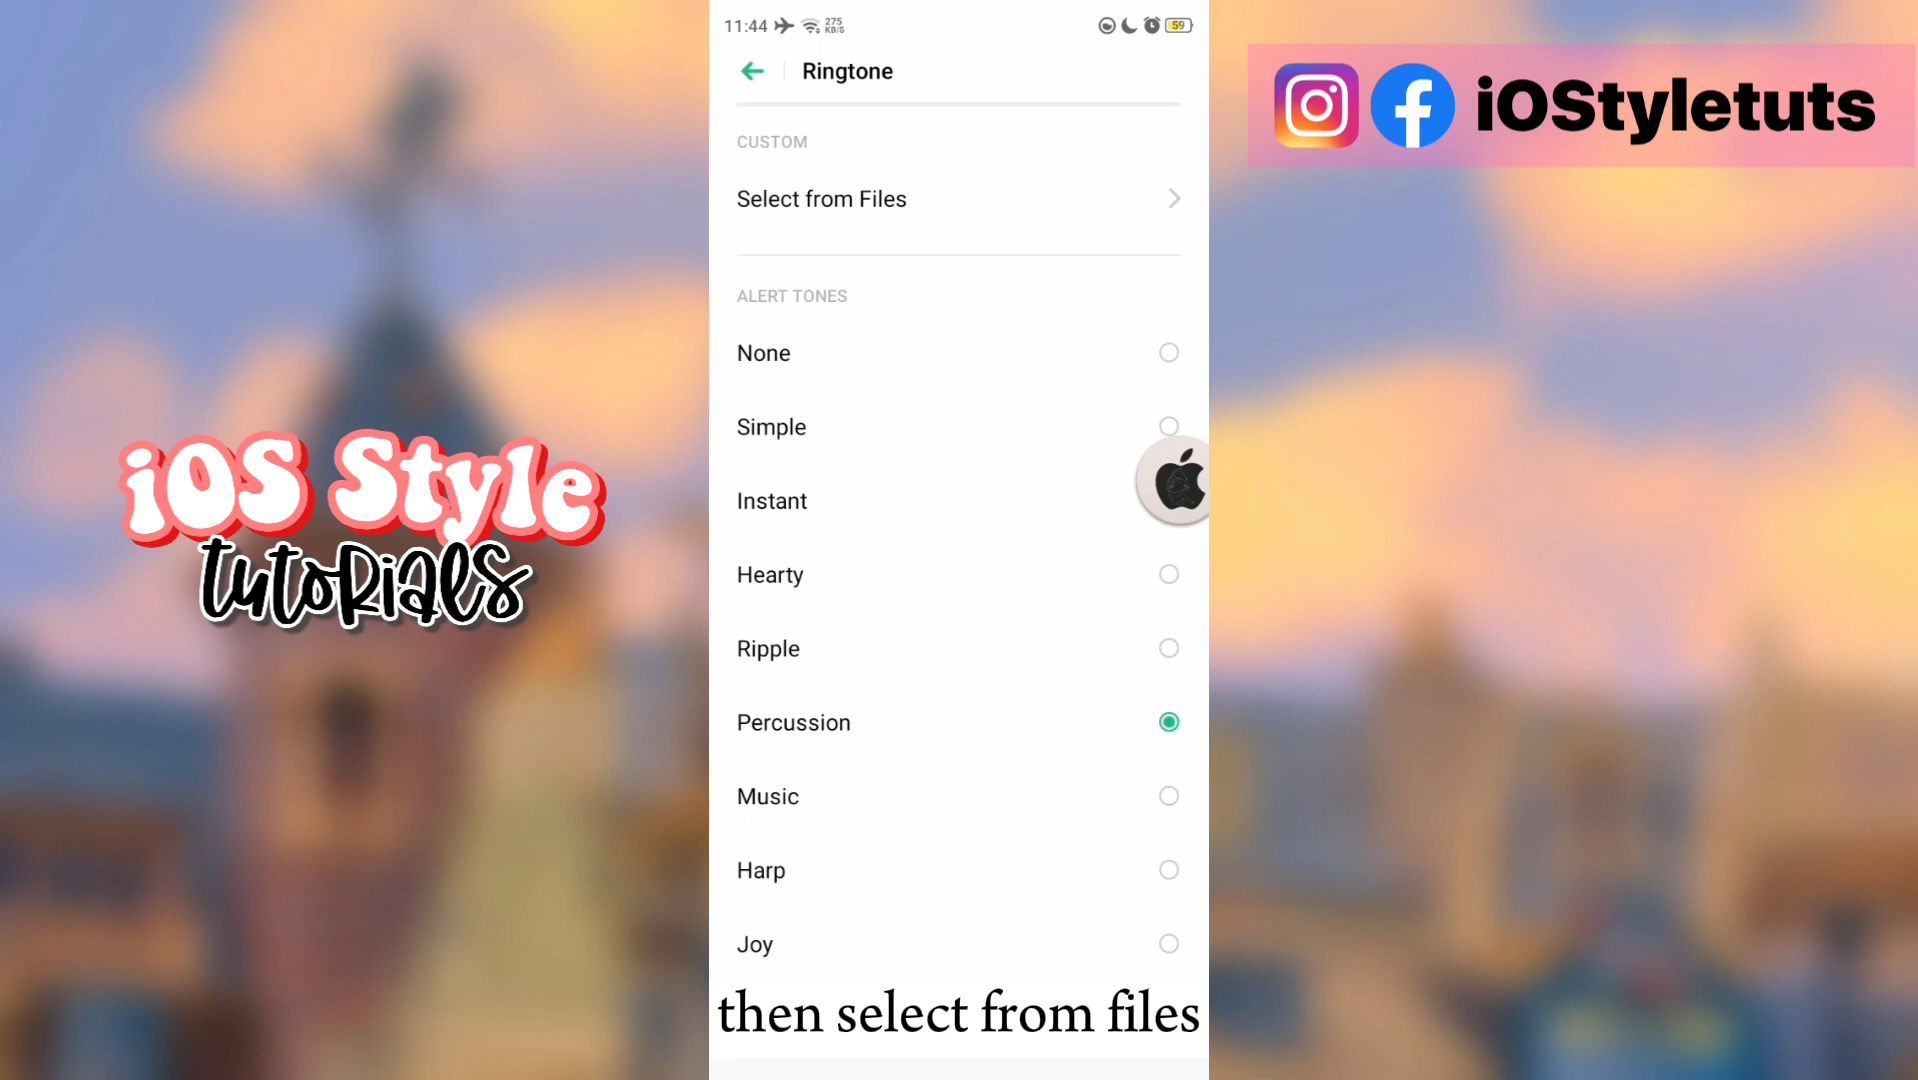 11:44
275
KB/S
59
Ringtone
CUSTOM
Select from Files
ALERT TONES
None
Simple
Instant
Hearty
Ripple
Percussion
Music
Harp
Joy
then select from files
iOS Style
tutorials
iOStyletuts